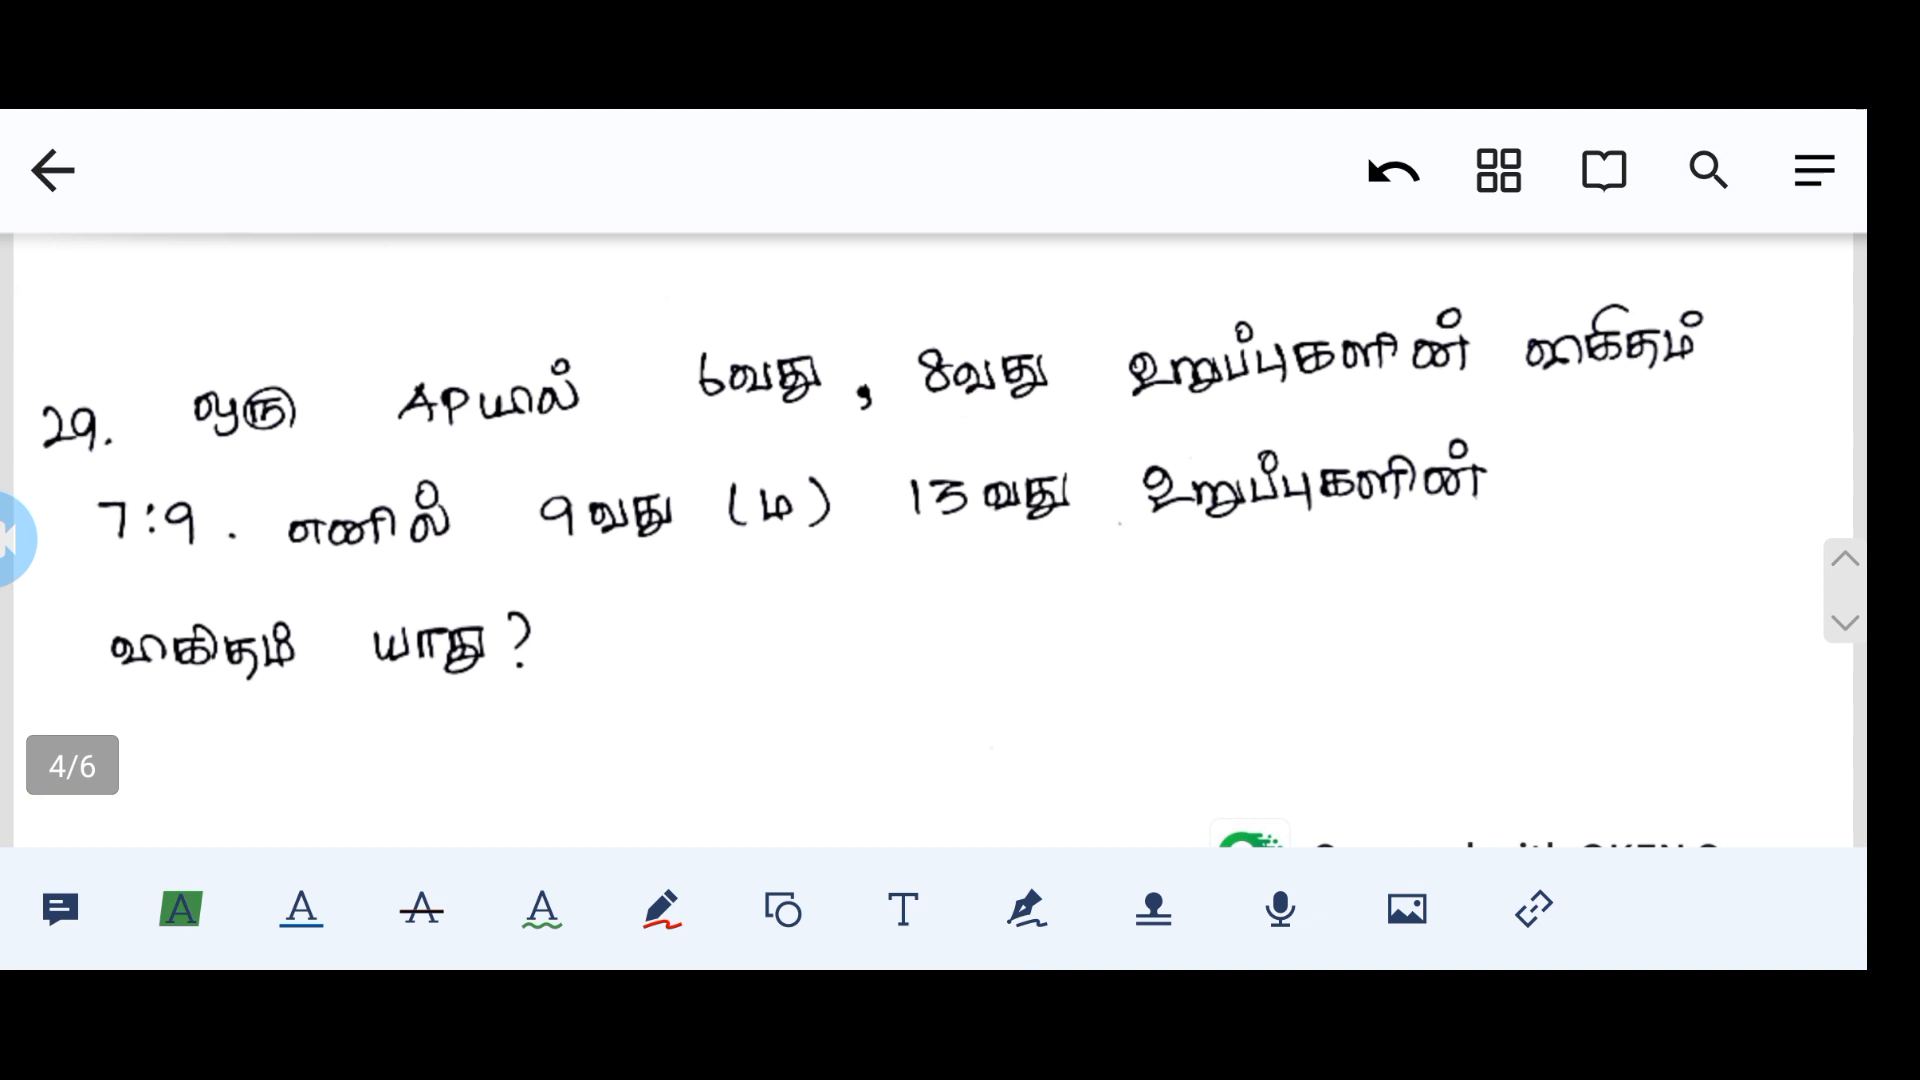 29. ஒரு APயில் 6வது, 8வது உறுப்புகளின் விகிதம்
7:9. எனில் 9வது (ம) 13வது உறுப்புகளின்
விகிதம் யாது?
4/6
A A A A T